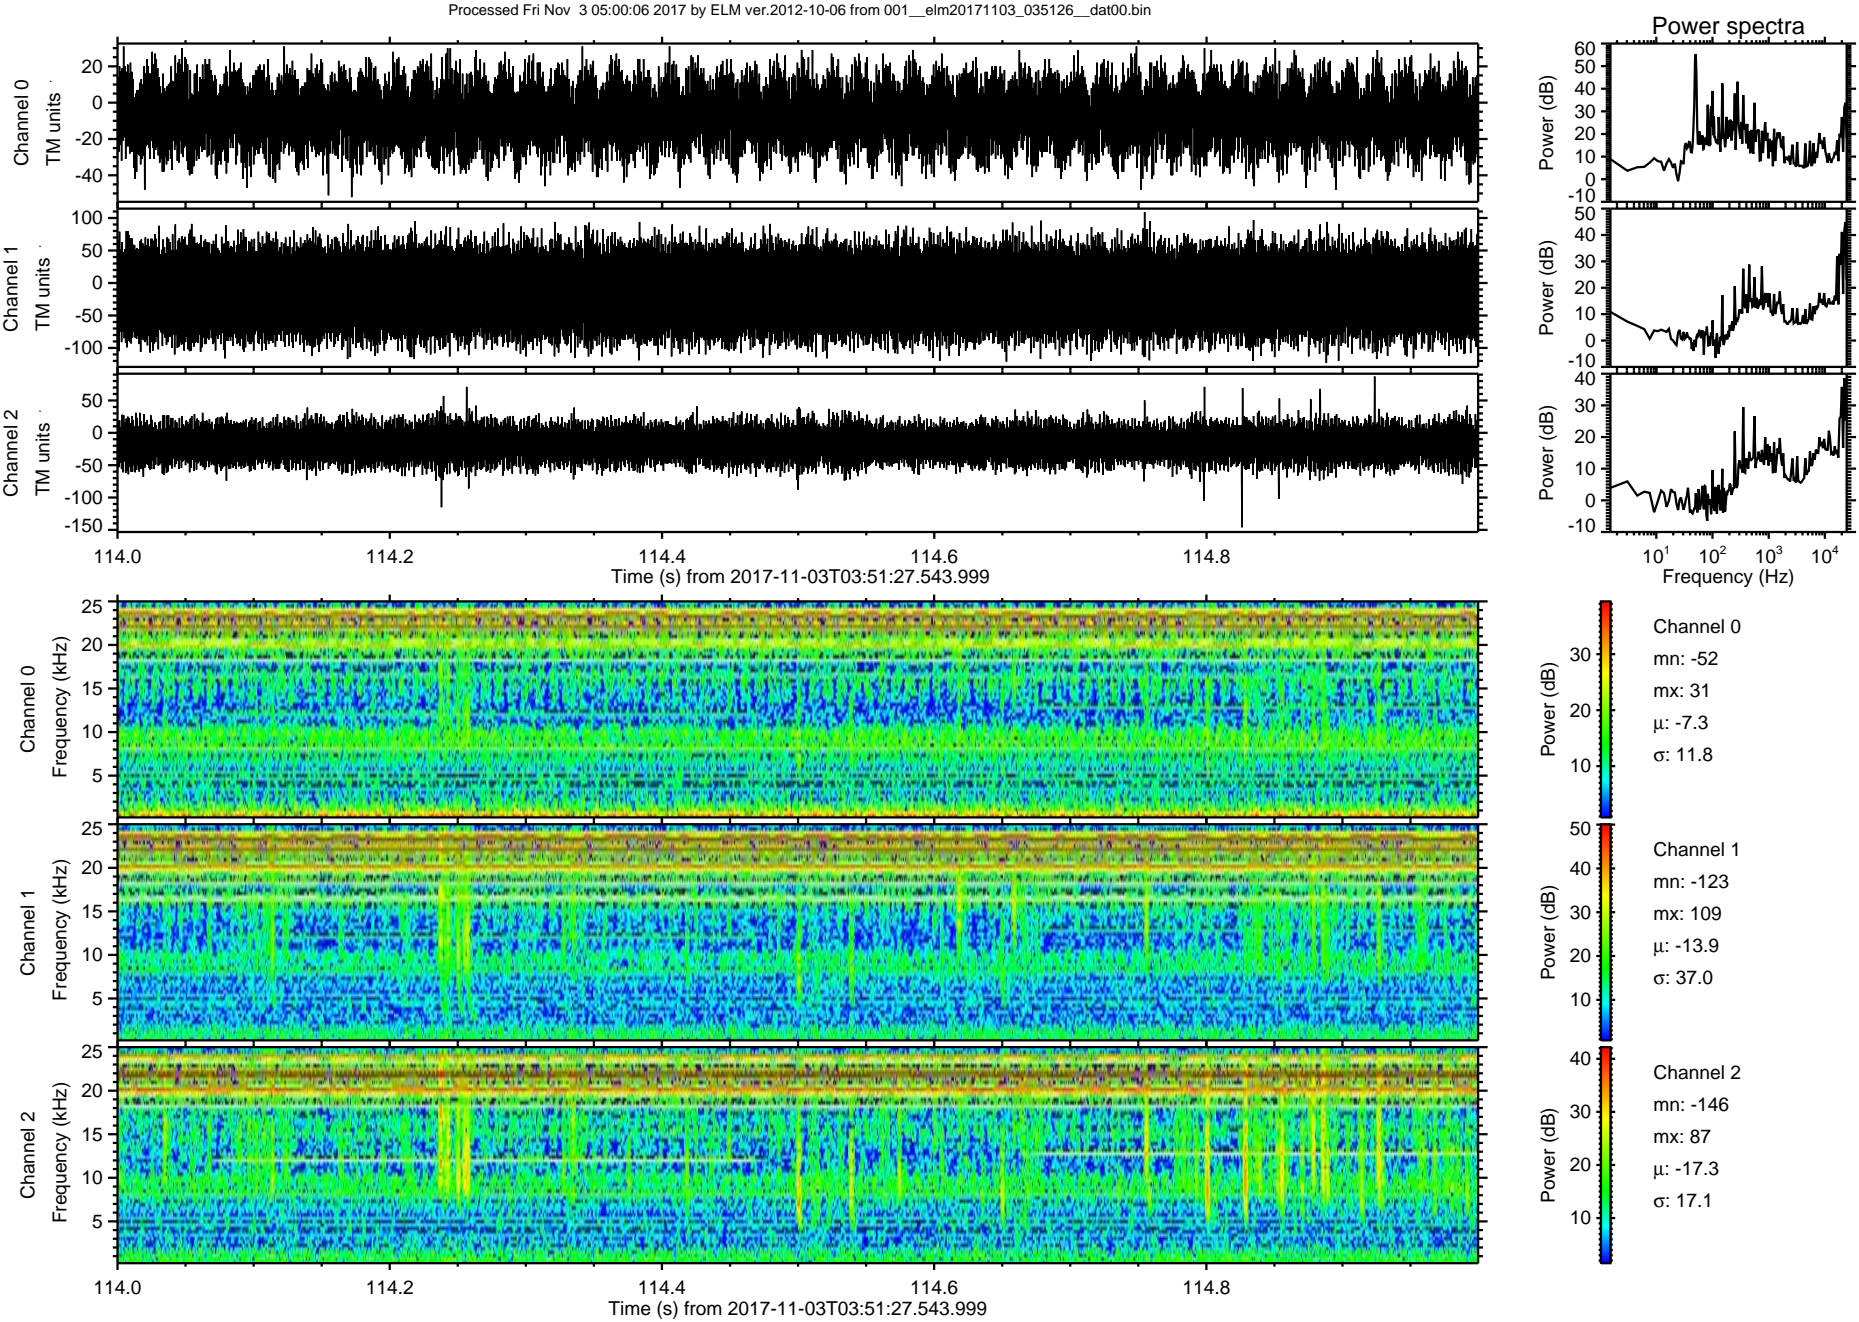 Processed Fri Nov  3 05:00:06 2017 by ELM ver.2012-10-06 from 001__elm20171103_035126__dat00.bin
Power spectra
Channel 0
TM units
20
0
-20
-40
Power (dB)
60
50
40
30
20
10
0
-10
Channel 1
TM units
100
50
0
-50
-100
Power (dB)
50
40
30
20
10
0
-10
Channel 2
TM units
50
0
-50
-100
-150
Power (dB)
40
30
20
10
0
-10
114.0
114.2
114.4
114.6
114.8
Time (s) from 2017-11-03T03:51:27.543.999
10¹
10²
10³
10⁴
Frequency (Hz)
Channel 0
Frequency (kHz)
25
20
15
10
5
Power (dB)
30
20
10
Channel 0
mn: -52
mx: 31
μ: -7.3
σ: 11.8
Channel 1
Frequency (kHz)
25
20
15
10
5
Power (dB)
50
40
30
20
10
Channel 1
mn: -123
mx: 109
μ: -13.9
σ: 37.0
Channel 2
Frequency (kHz)
25
20
15
10
5
Power (dB)
40
30
20
10
Channel 2
mn: -146
mx: 87
μ: -17.3
σ: 17.1
114.0
114.2
114.4
114.6
114.8
Time (s) from 2017-11-03T03:51:27.543.999